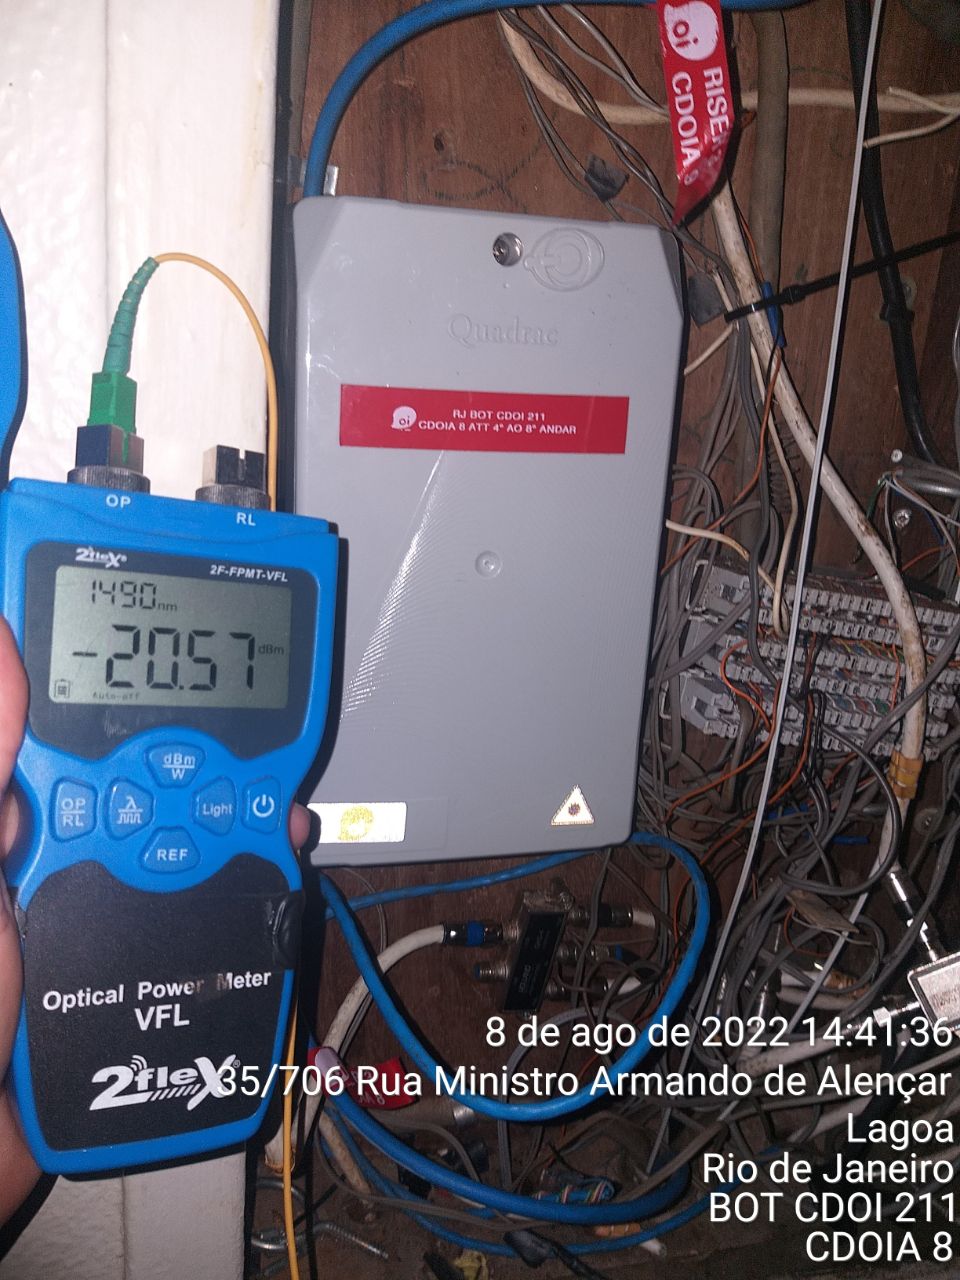 oi
RISER
CDOIA 8
Quadrac
oi
RJ BOT CDOI 211
CDOIA 8 ATT 4° AO 8° ANDAR
OP
RL
2flex
2F-FPMT-VFL
1490nm
-20.57 dBm
Auto-off
dBm
W
OP
RL
λ
Light
REF
Optical Power Meter
VFL
2flex
8 de ago de 2022 14:41:36
35/706 Rua Ministro Armando de Alençar
Lagoa
Rio de Janeiro
BOT CDOI 211
CDOIA 8